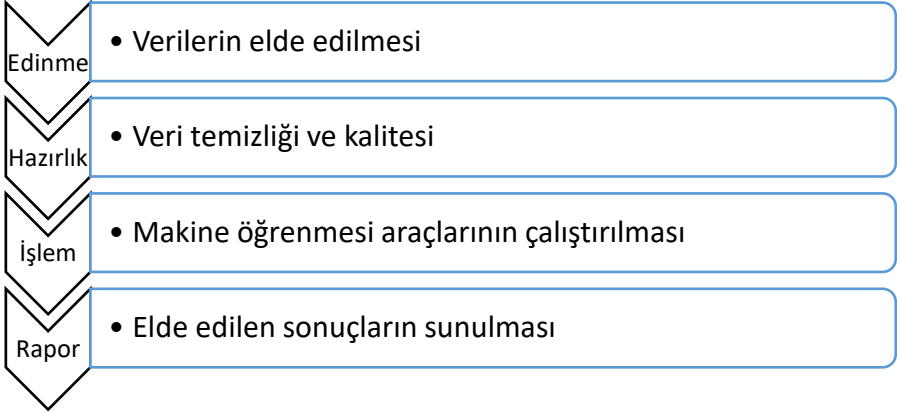 Edinme
• Verilerin elde edilmesi
Hazırlık
• Veri temizliği ve kalitesi
İşlem
• Makine öğrenmesi araçlarının çalıştırılması
Rapor
• Elde edilen sonuçların sunulması